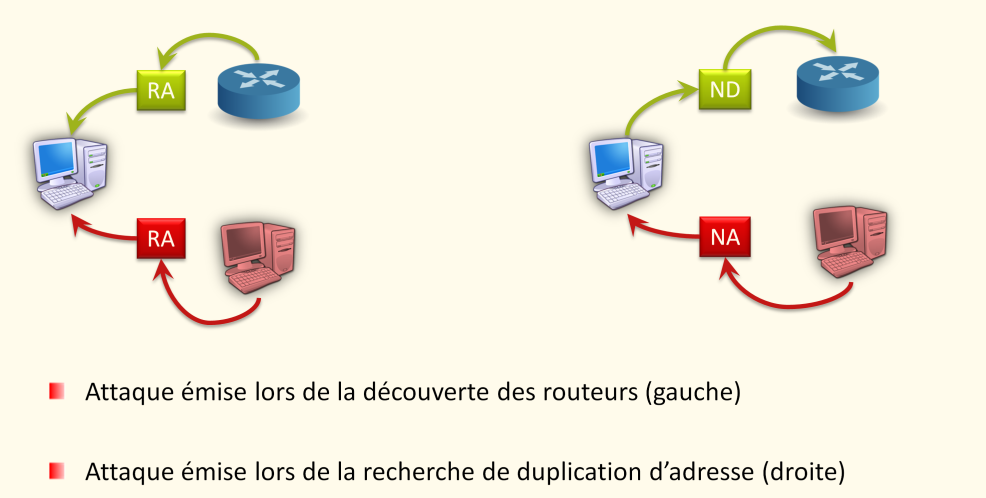 RA
ND
RA
NA
Attaque émise lors de la découverte des routeurs (gauche)
Attaque émise lors de la recherche de duplication d’adresse (droite)